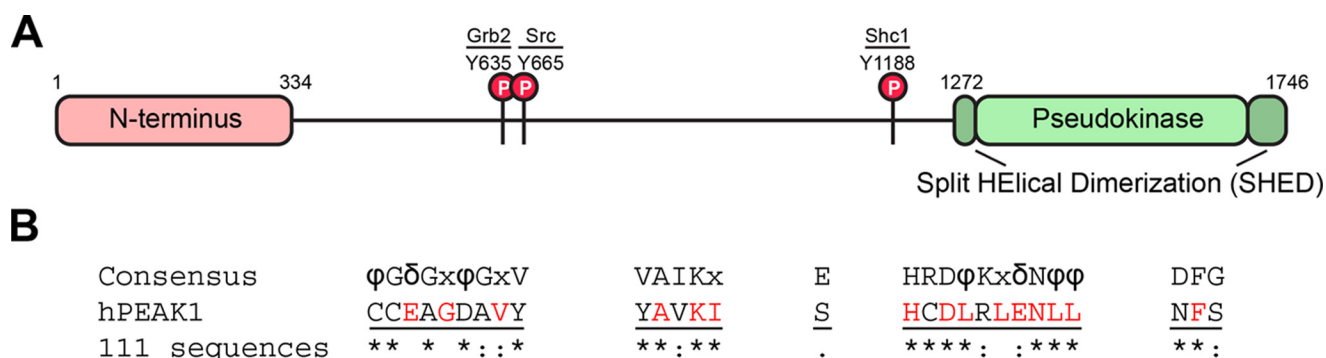 A
Grb2 Src Shc1
Y635 Y665 Y1188
1 334 1272 1746
P P P
N-terminus Pseudokinase
Split HElical Dimerization (SHED)
B
Consensus φGδGxφGxV VAIKx E HRDφKxδNφφ DFG
hPEAK1 CCEAGDAVY YAVKI S HCDLRLENLL NFS
111 sequences ** * *::* **:** . ****: :*** **: